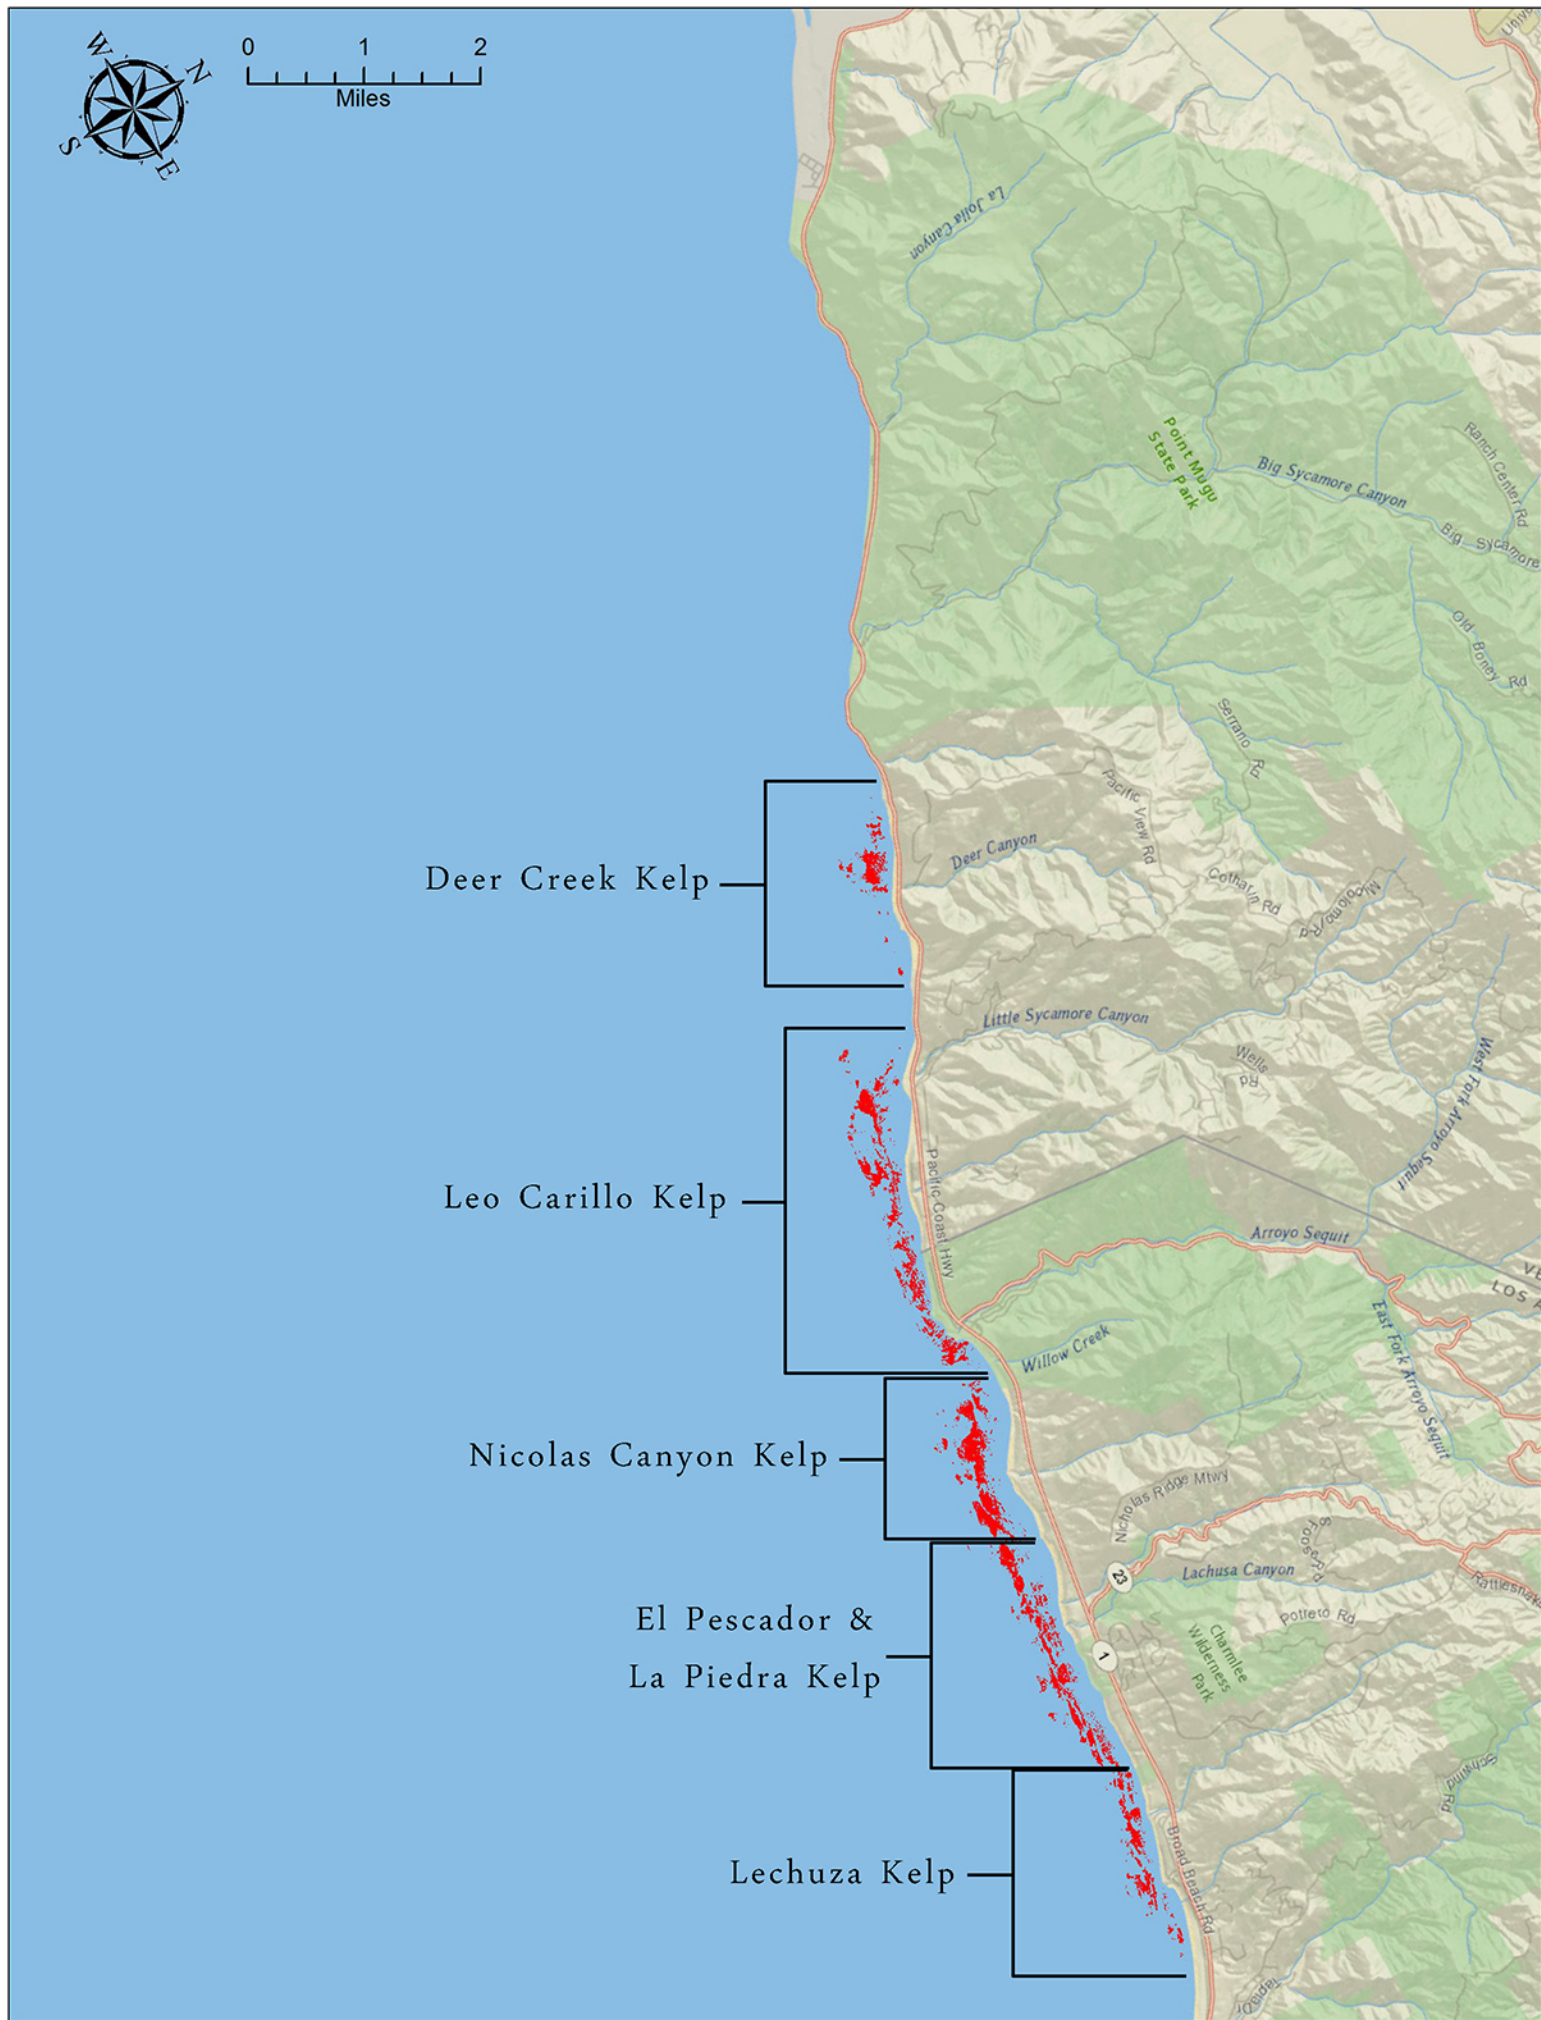 W
N
S
E
0 1 2
Miles
La Jolla Canyon
Point Mugu
State Park
Big Sycamore Canyon
Ranch Center Rd
Big Sycamore
Old Boney Rd
Serrano Rd
Pacific View Rd
Deer Canyon
Cotharin Rd
Deer Creek Kelp
Little Sycamore Canyon
Wells
Rd
West Fork Arroyo Sequit
Pacific Coast Hwy
Leo Carillo Kelp
Arroyo Sequit
LOS A
Willow Creek
East Fork Arroyo Sequit
Nicolas Canyon Kelp
Nicholas Ridge Mtwy
23
Lachusa Canyon
Potrero Rd
Charmlee
Wilderness
Park
1
El Pescador &
La Piedra Kelp
Schwind Rd
Broad Beach Rd
Lechuza Kelp
Tapia Dr